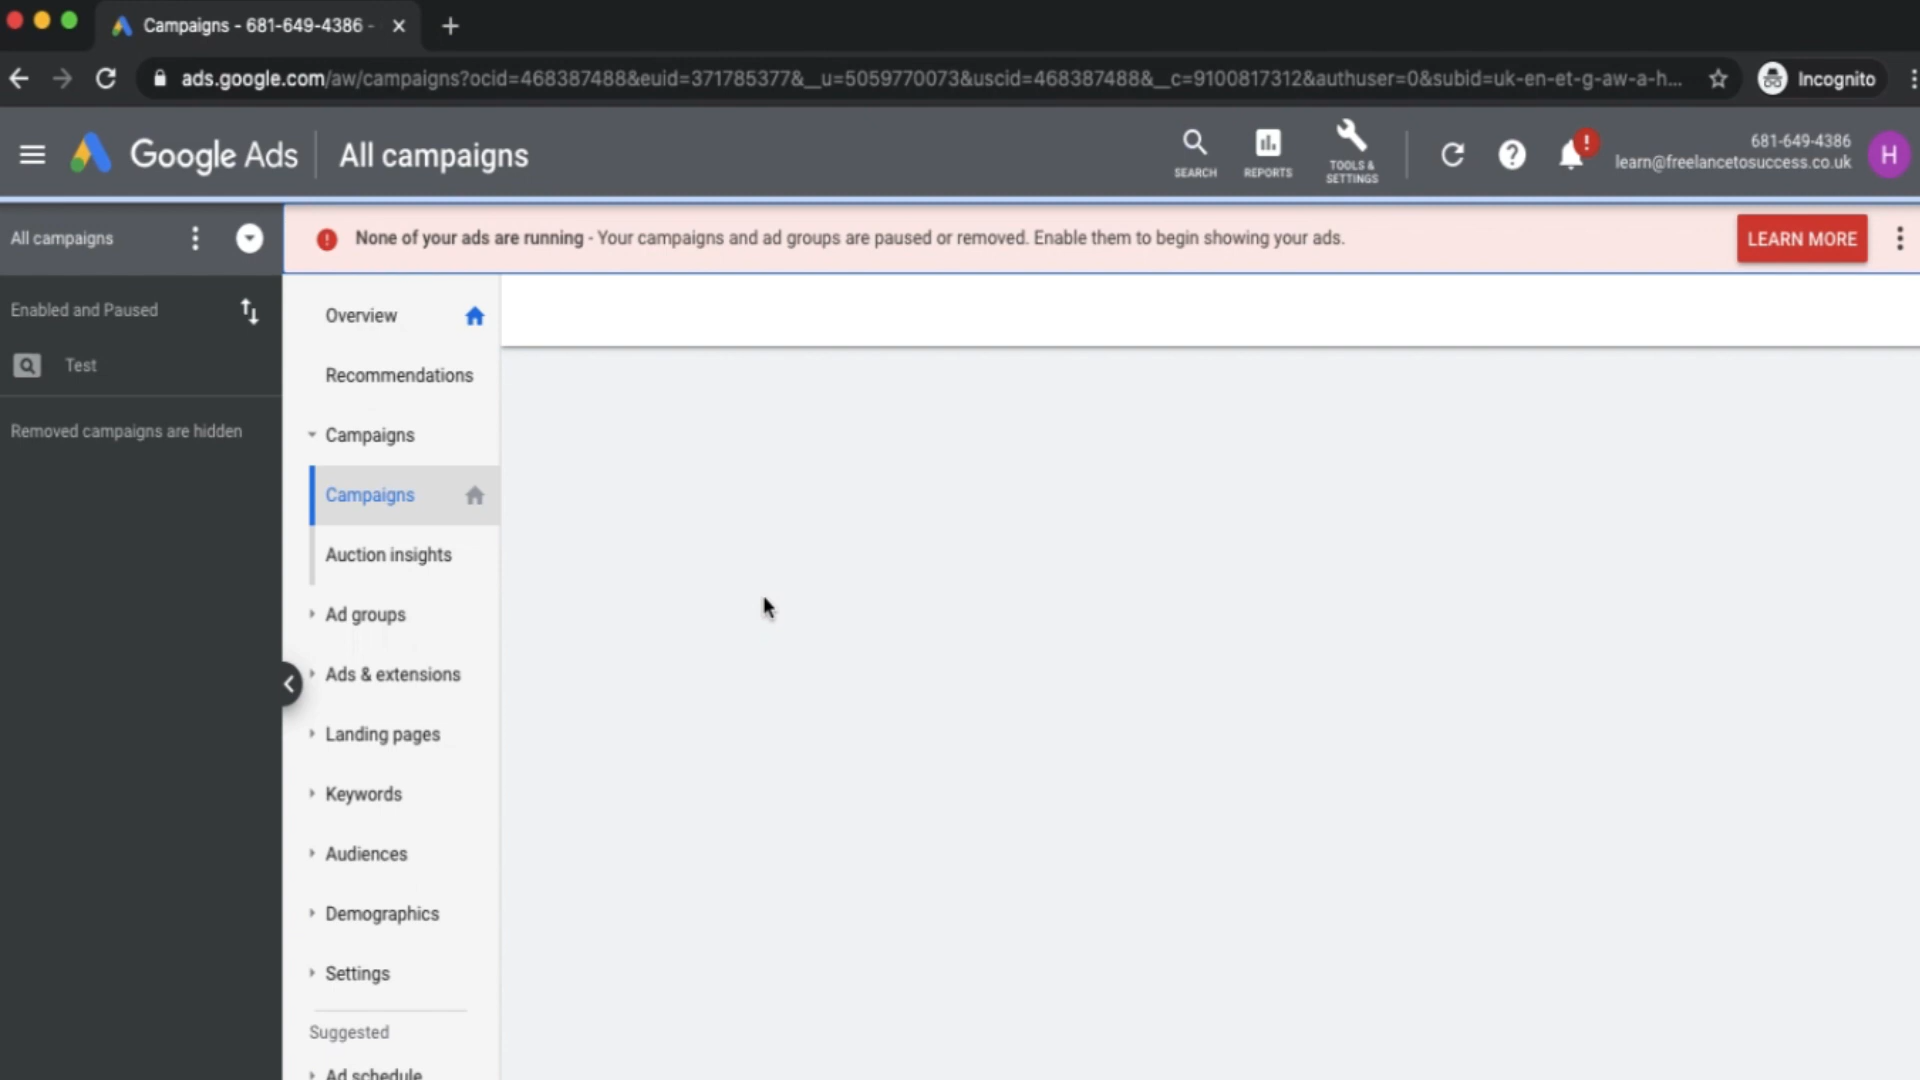 Campaigns - 681-649-4386 -
ads.google.com/aw/campaigns?ocid=468387488&euid=371785377&__u=5059770073&uscid=468387488&__c=9100817312&authuser=0&subid=uk-en-et-g-aw-a-h...
Incognito
Google Ads
All campaigns
SEARCH
REPORTS
TOOLS &
SETTINGS
681-649-4386
learn@freelancetosuccess.co.uk
H
All campaigns
None of your ads are running - Your campaigns and ad groups are paused or removed. Enable them to begin showing your ads.
LEARN MORE
Enabled and Paused
Test
Removed campaigns are hidden
Overview
Recommendations
Campaigns
Campaigns
Auction insights
Ad groups
Ads & extensions
Landing pages
Keywords
Audiences
Demographics
Settings
Suggested
Ad schedule